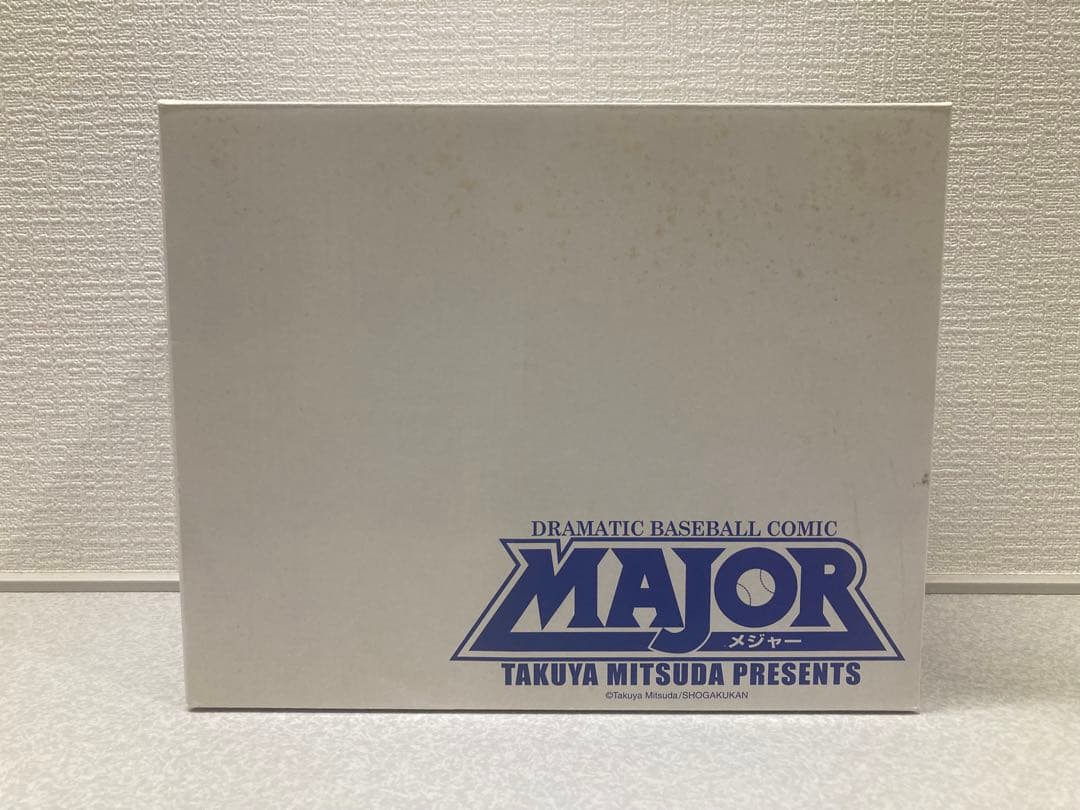 DRAMATIC BASEBALL COMIC
MAJOR
メジャー
TAKUYA MITSUDA PRESENTS
©Takuya Mitsuda/SHOGAKUKAN